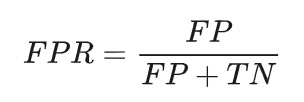 FPR = FP / (FP + TN)